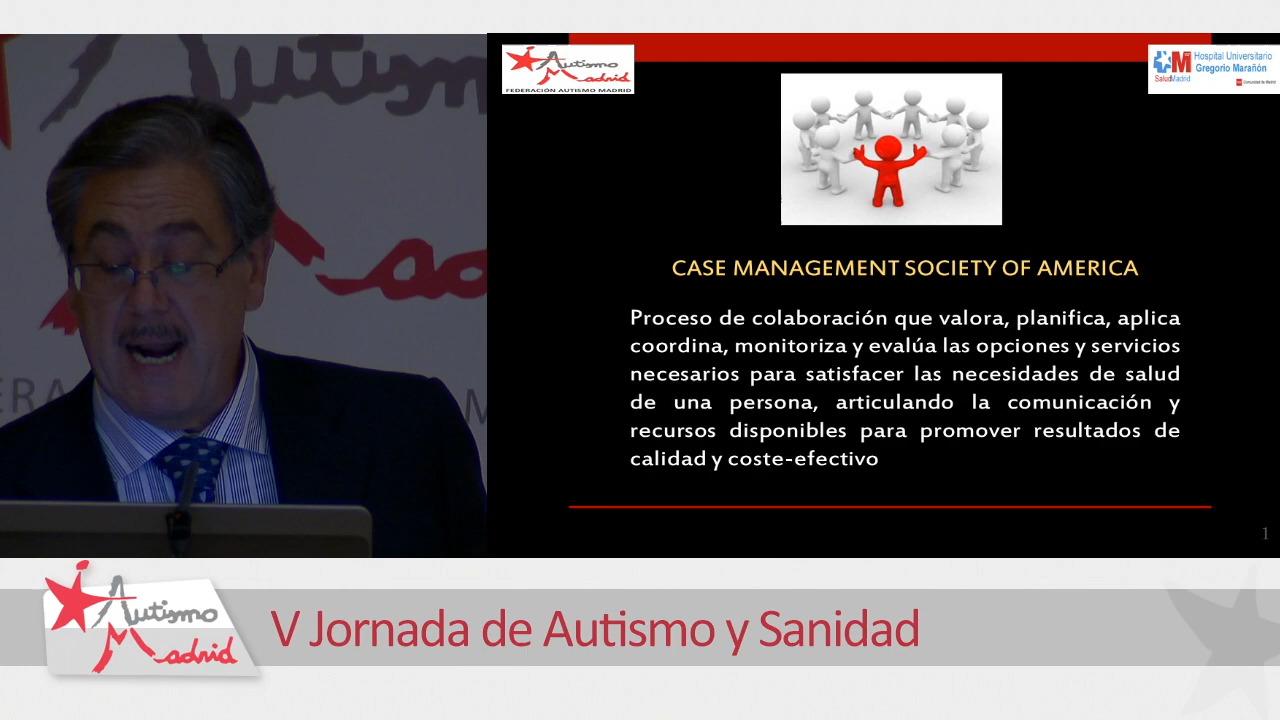 Autismo
Madrid
FEDERACIÓN AUTISMO MADRID
Hospital Universitario
Gregorio Marañón
SaludMadrid
Comunidad de Madrid
CASE MANAGEMENT SOCIETY OF AMERICA
Proceso de colaboración que valora, planifica, aplica
coordina, monitoriza y evalúa las opciones y servicios
necesarios para satisfacer las necesidades de salud
de una persona, articulando la comunicación y
recursos disponibles para promover resultados de
calidad y coste-efectivo
1
Autismo
Madrid
V Jornada de Autismo y Sanidad